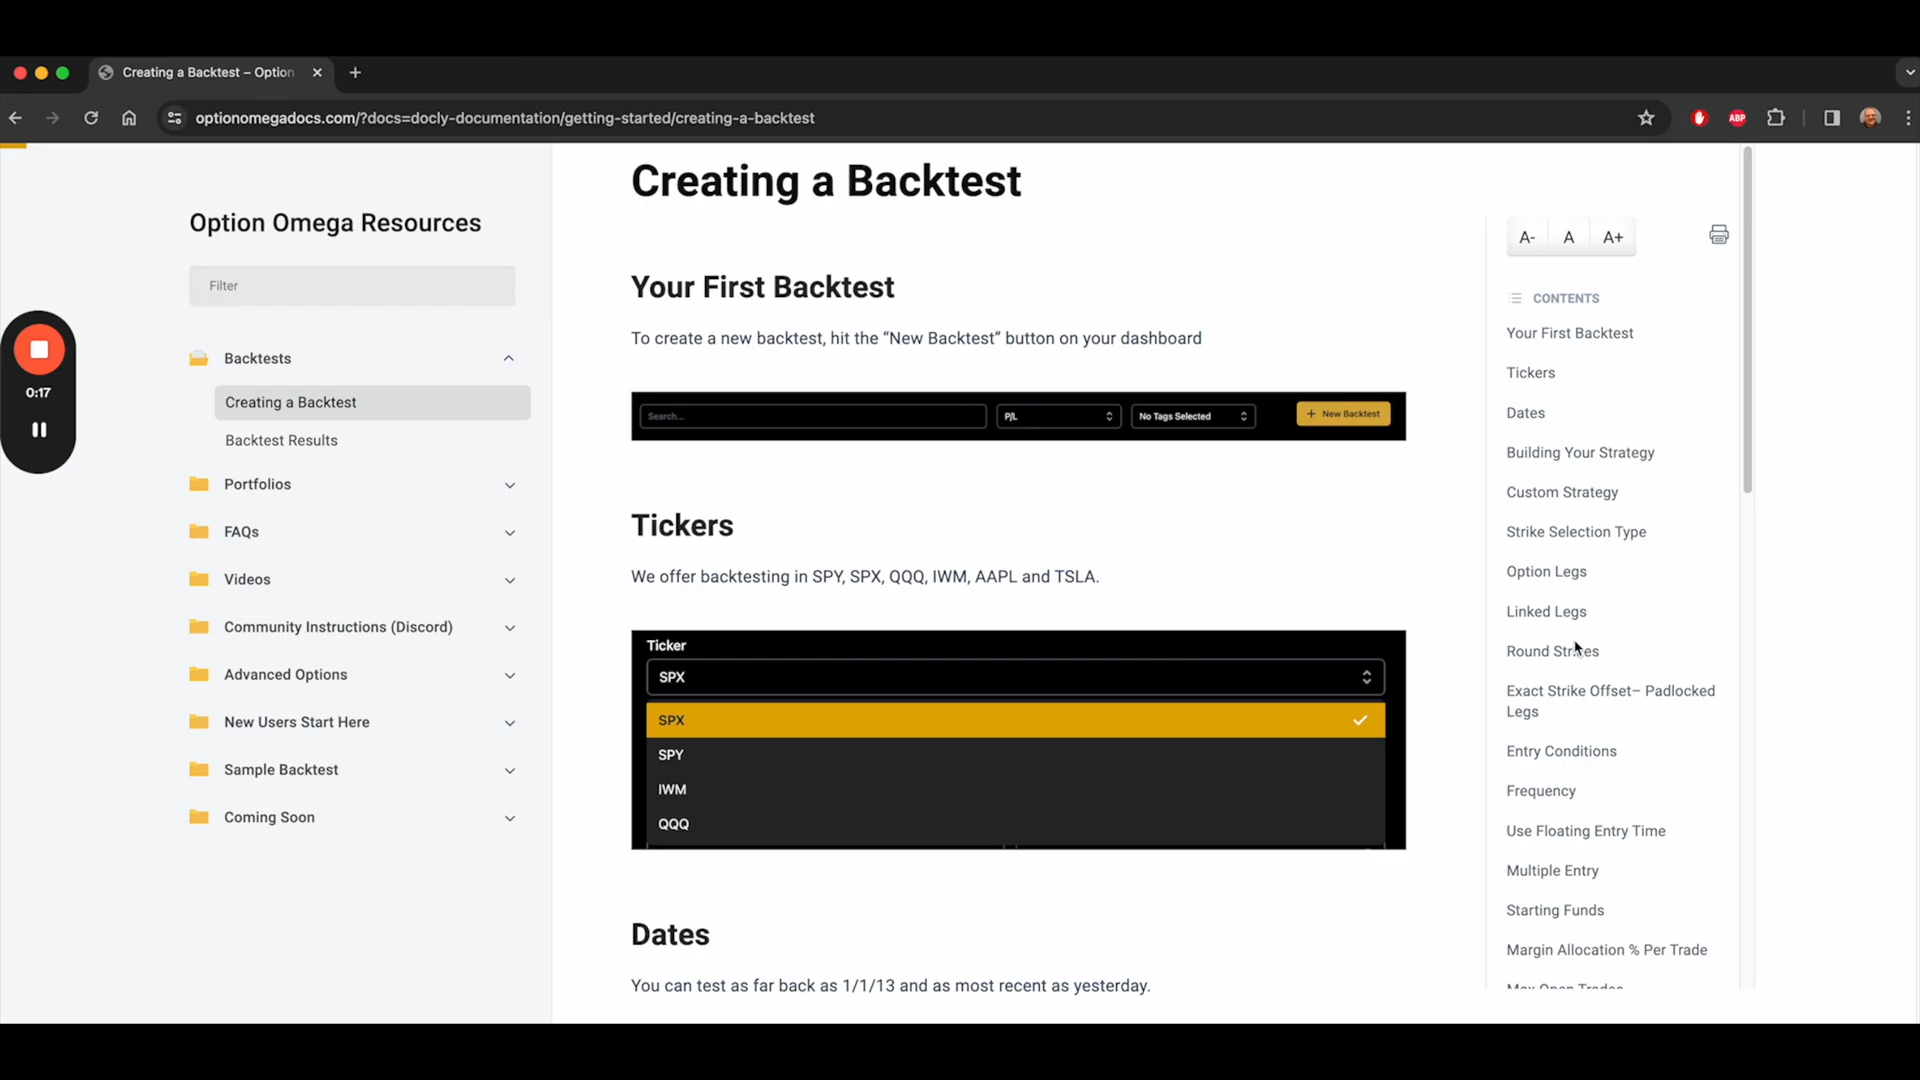 Creating a Backtest – Option
optionomegadocs.com/?docs=docly-documentation/getting-started/creating-a-backtest
ABP
Option Omega Resources
Filter
Backtests
Creating a Backtest
Backtest Results
Portfolios
FAQs
Videos
Community Instructions (Discord)
Advanced Options
New Users Start Here
Sample Backtest
Coming Soon
0:17
Creating a Backtest
Your First Backtest
To create a new backtest, hit the “New Backtest” button on your dashboard
Search...
P/L
No Tags Selected
+ New Backtest
Tickers
We offer backtesting in SPY, SPX, QQQ, IWM, AAPL and TSLA.
Ticker
SPX
SPX
SPY
IWM
QQQ
Dates
You can test as far back as 1/1/13 and as most recent as yesterday.
A- A A+
CONTENTS
Your First Backtest
Tickers
Dates
Building Your Strategy
Custom Strategy
Strike Selection Type
Option Legs
Linked Legs
Round Strikes
Exact Strike Offset– Padlocked
Legs
Entry Conditions
Frequency
Use Floating Entry Time
Multiple Entry
Starting Funds
Margin Allocation % Per Trade
Max Open Trades